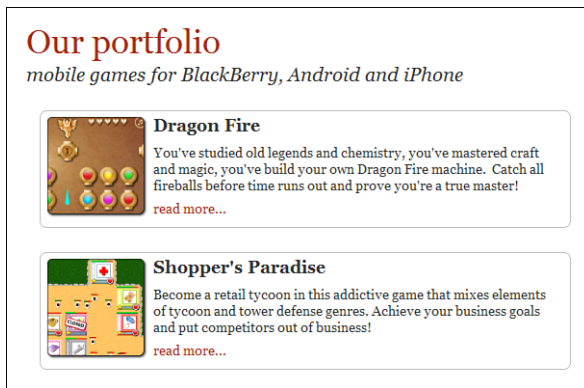 Our portfolio
mobile games for BlackBerry, Android and iPhone
Dragon Fire
You've studied old legends and chemistry, you've mastered craft
and magic, you've build your own Dragon Fire machine.  Catch all
fireballs before time runs out and prove you're a true master!
read more...
Shopper's Paradise
Become a retail tycoon in this addictive game that mixes elements
of tycoon and tower defense genres. Achieve your business goals
and put competitors out of business!
read more...